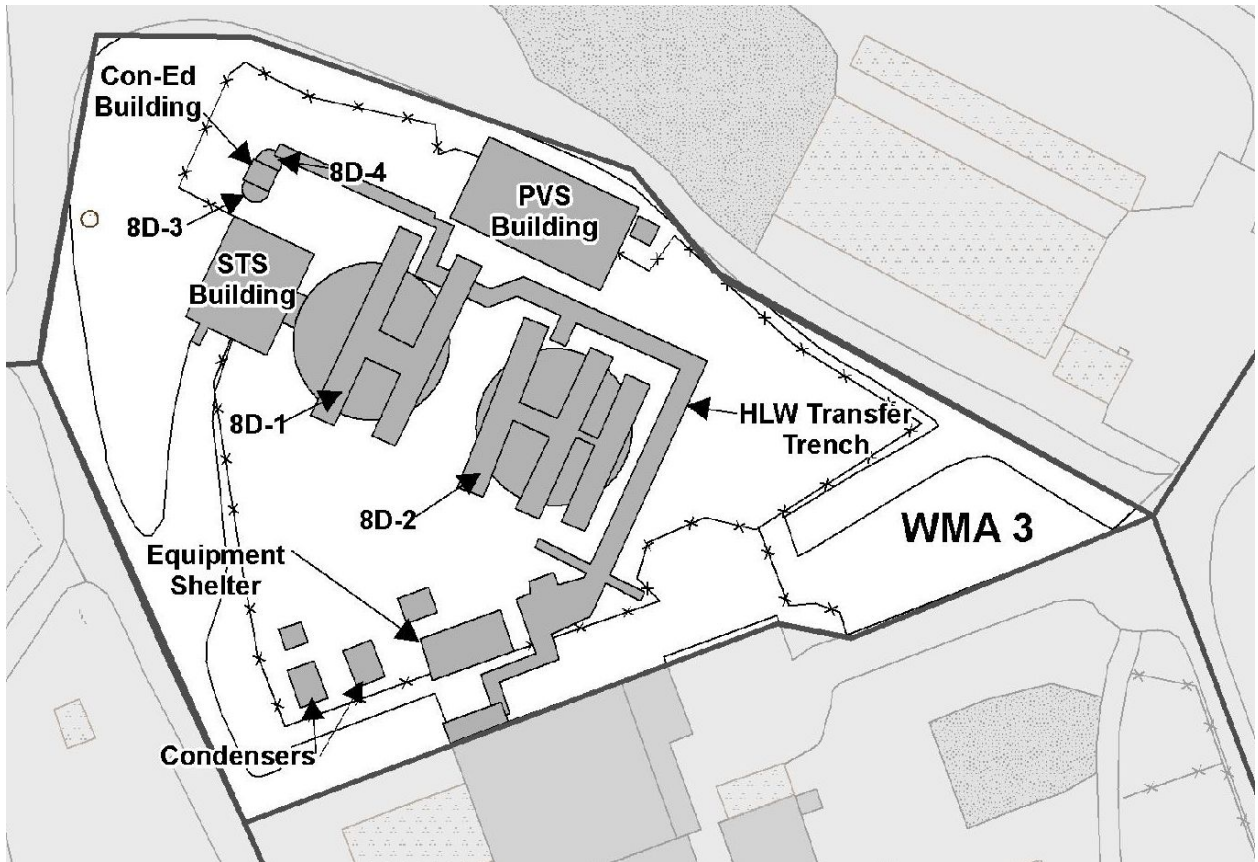 Con-Ed
Building
8D-4
8D-3
PVS
Building
STS
Building
8D-1
HLW Transfer
Trench
8D-2
WMA 3
Equipment
Shelter
Condensers